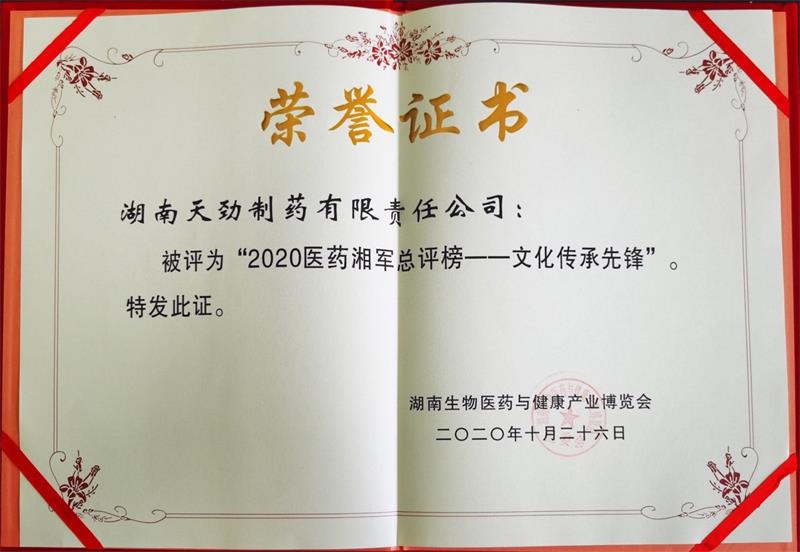 荣誉证书
湖南天劲制药有限责任公司：
被评为“2020医药湘军总评榜——文化传承先锋”。
特发此证。
湖南生物医药与健康产业博览会
二〇二〇年十月二十六日